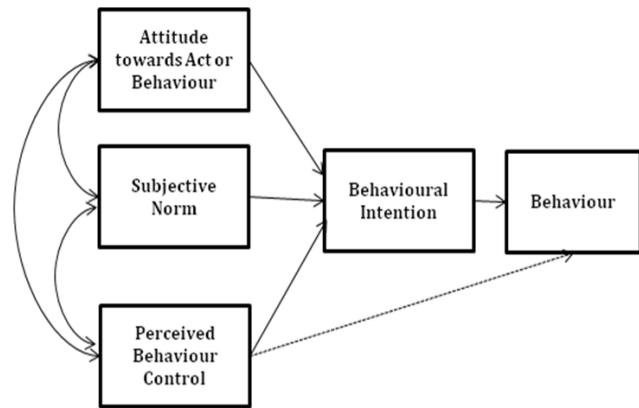 Attitude
towards Act or
Behaviour
Subjective
Norm
Perceived
Behaviour
Control
Behavioural
Intention
Behaviour